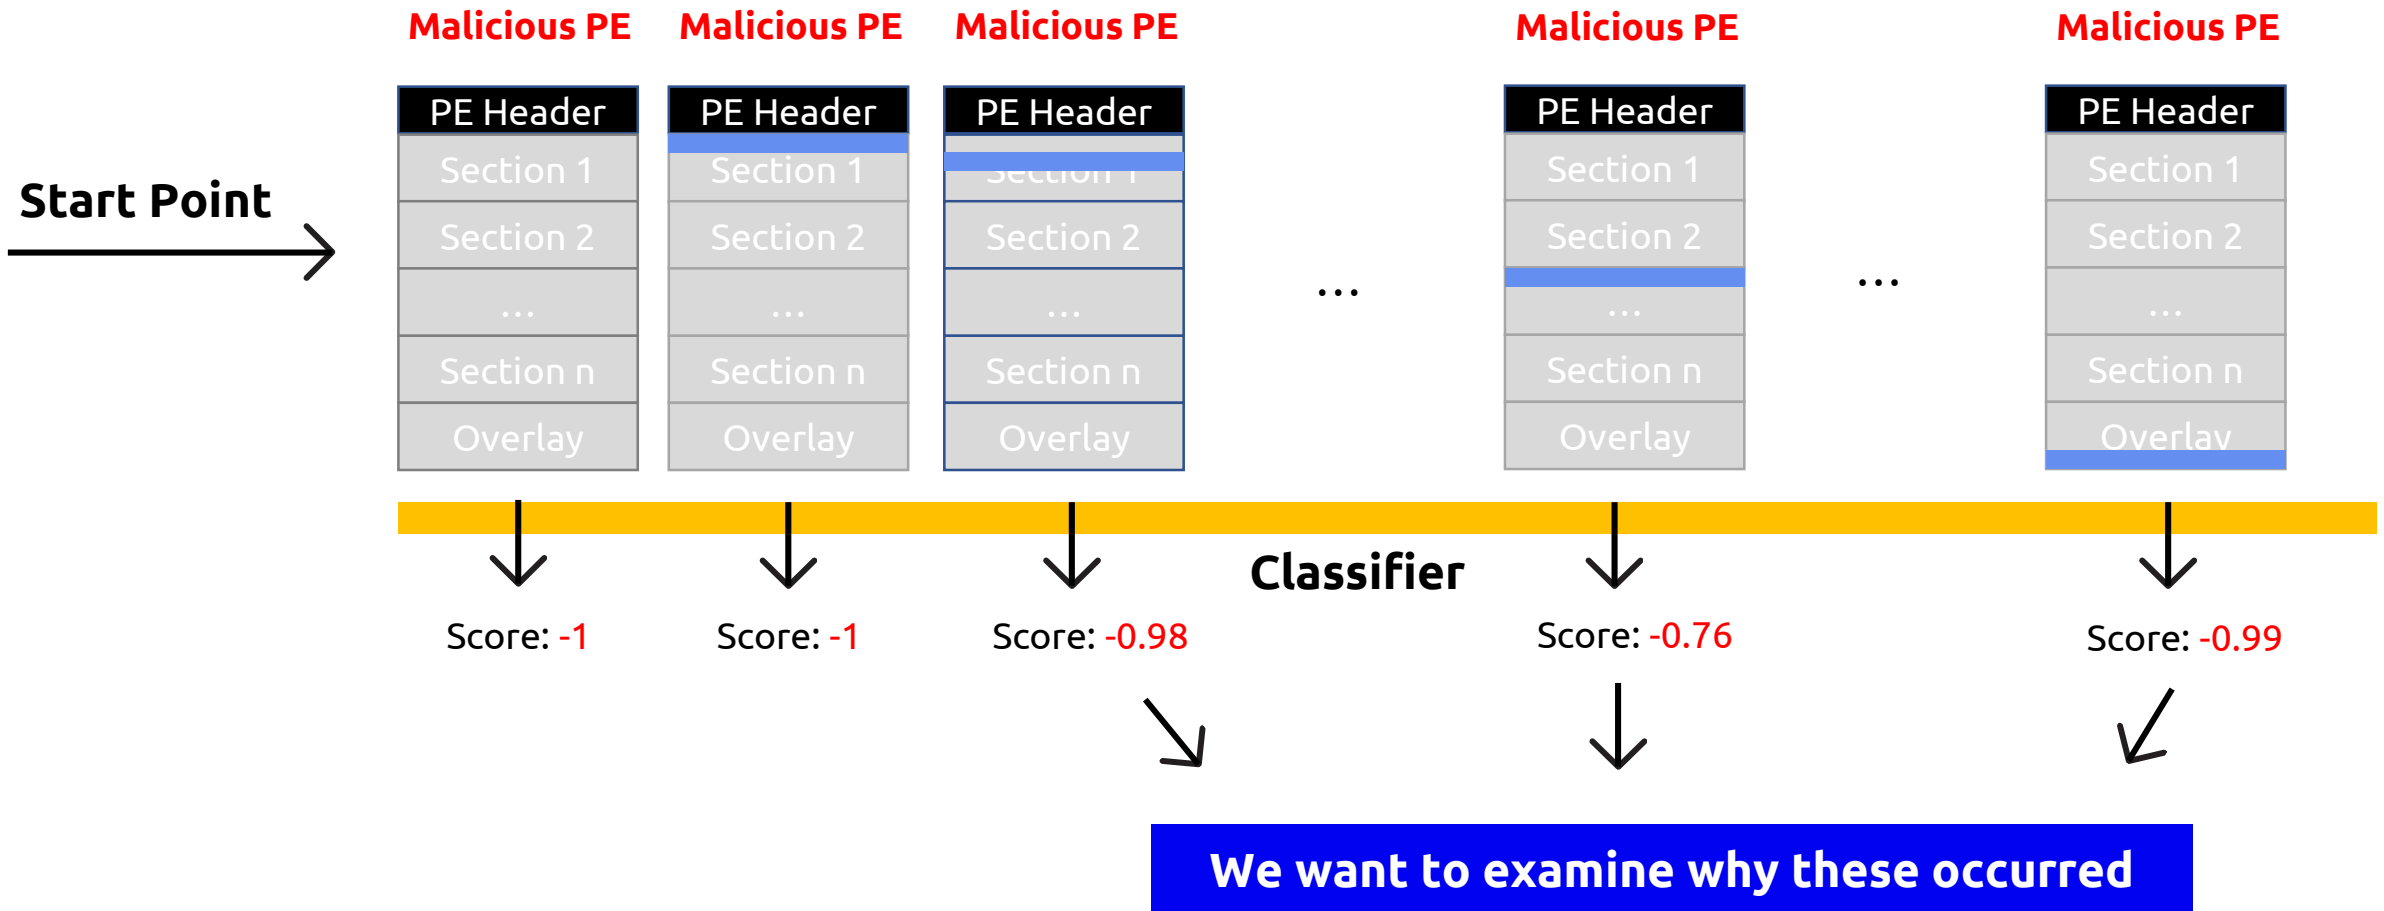 Malicious PE Malicious PE Malicious PE Malicious PE Malicious PE
PE Header PE Header PE Header PE Header PE Header
Section 1 Section 1 Section 1 Section 1 Section 1
Start Point
Section 2 Section 2 Section 2 Section 2 Section 2
... ... ... ... ... ... ...
Section n Section n Section n Section n Section n
Overlay Overlay Overlay Overlay Overlay
Classifier
Score: -1 Score: -1 Score: -0.98 Score: -0.76 Score: -0.99
We want to examine why these occurred